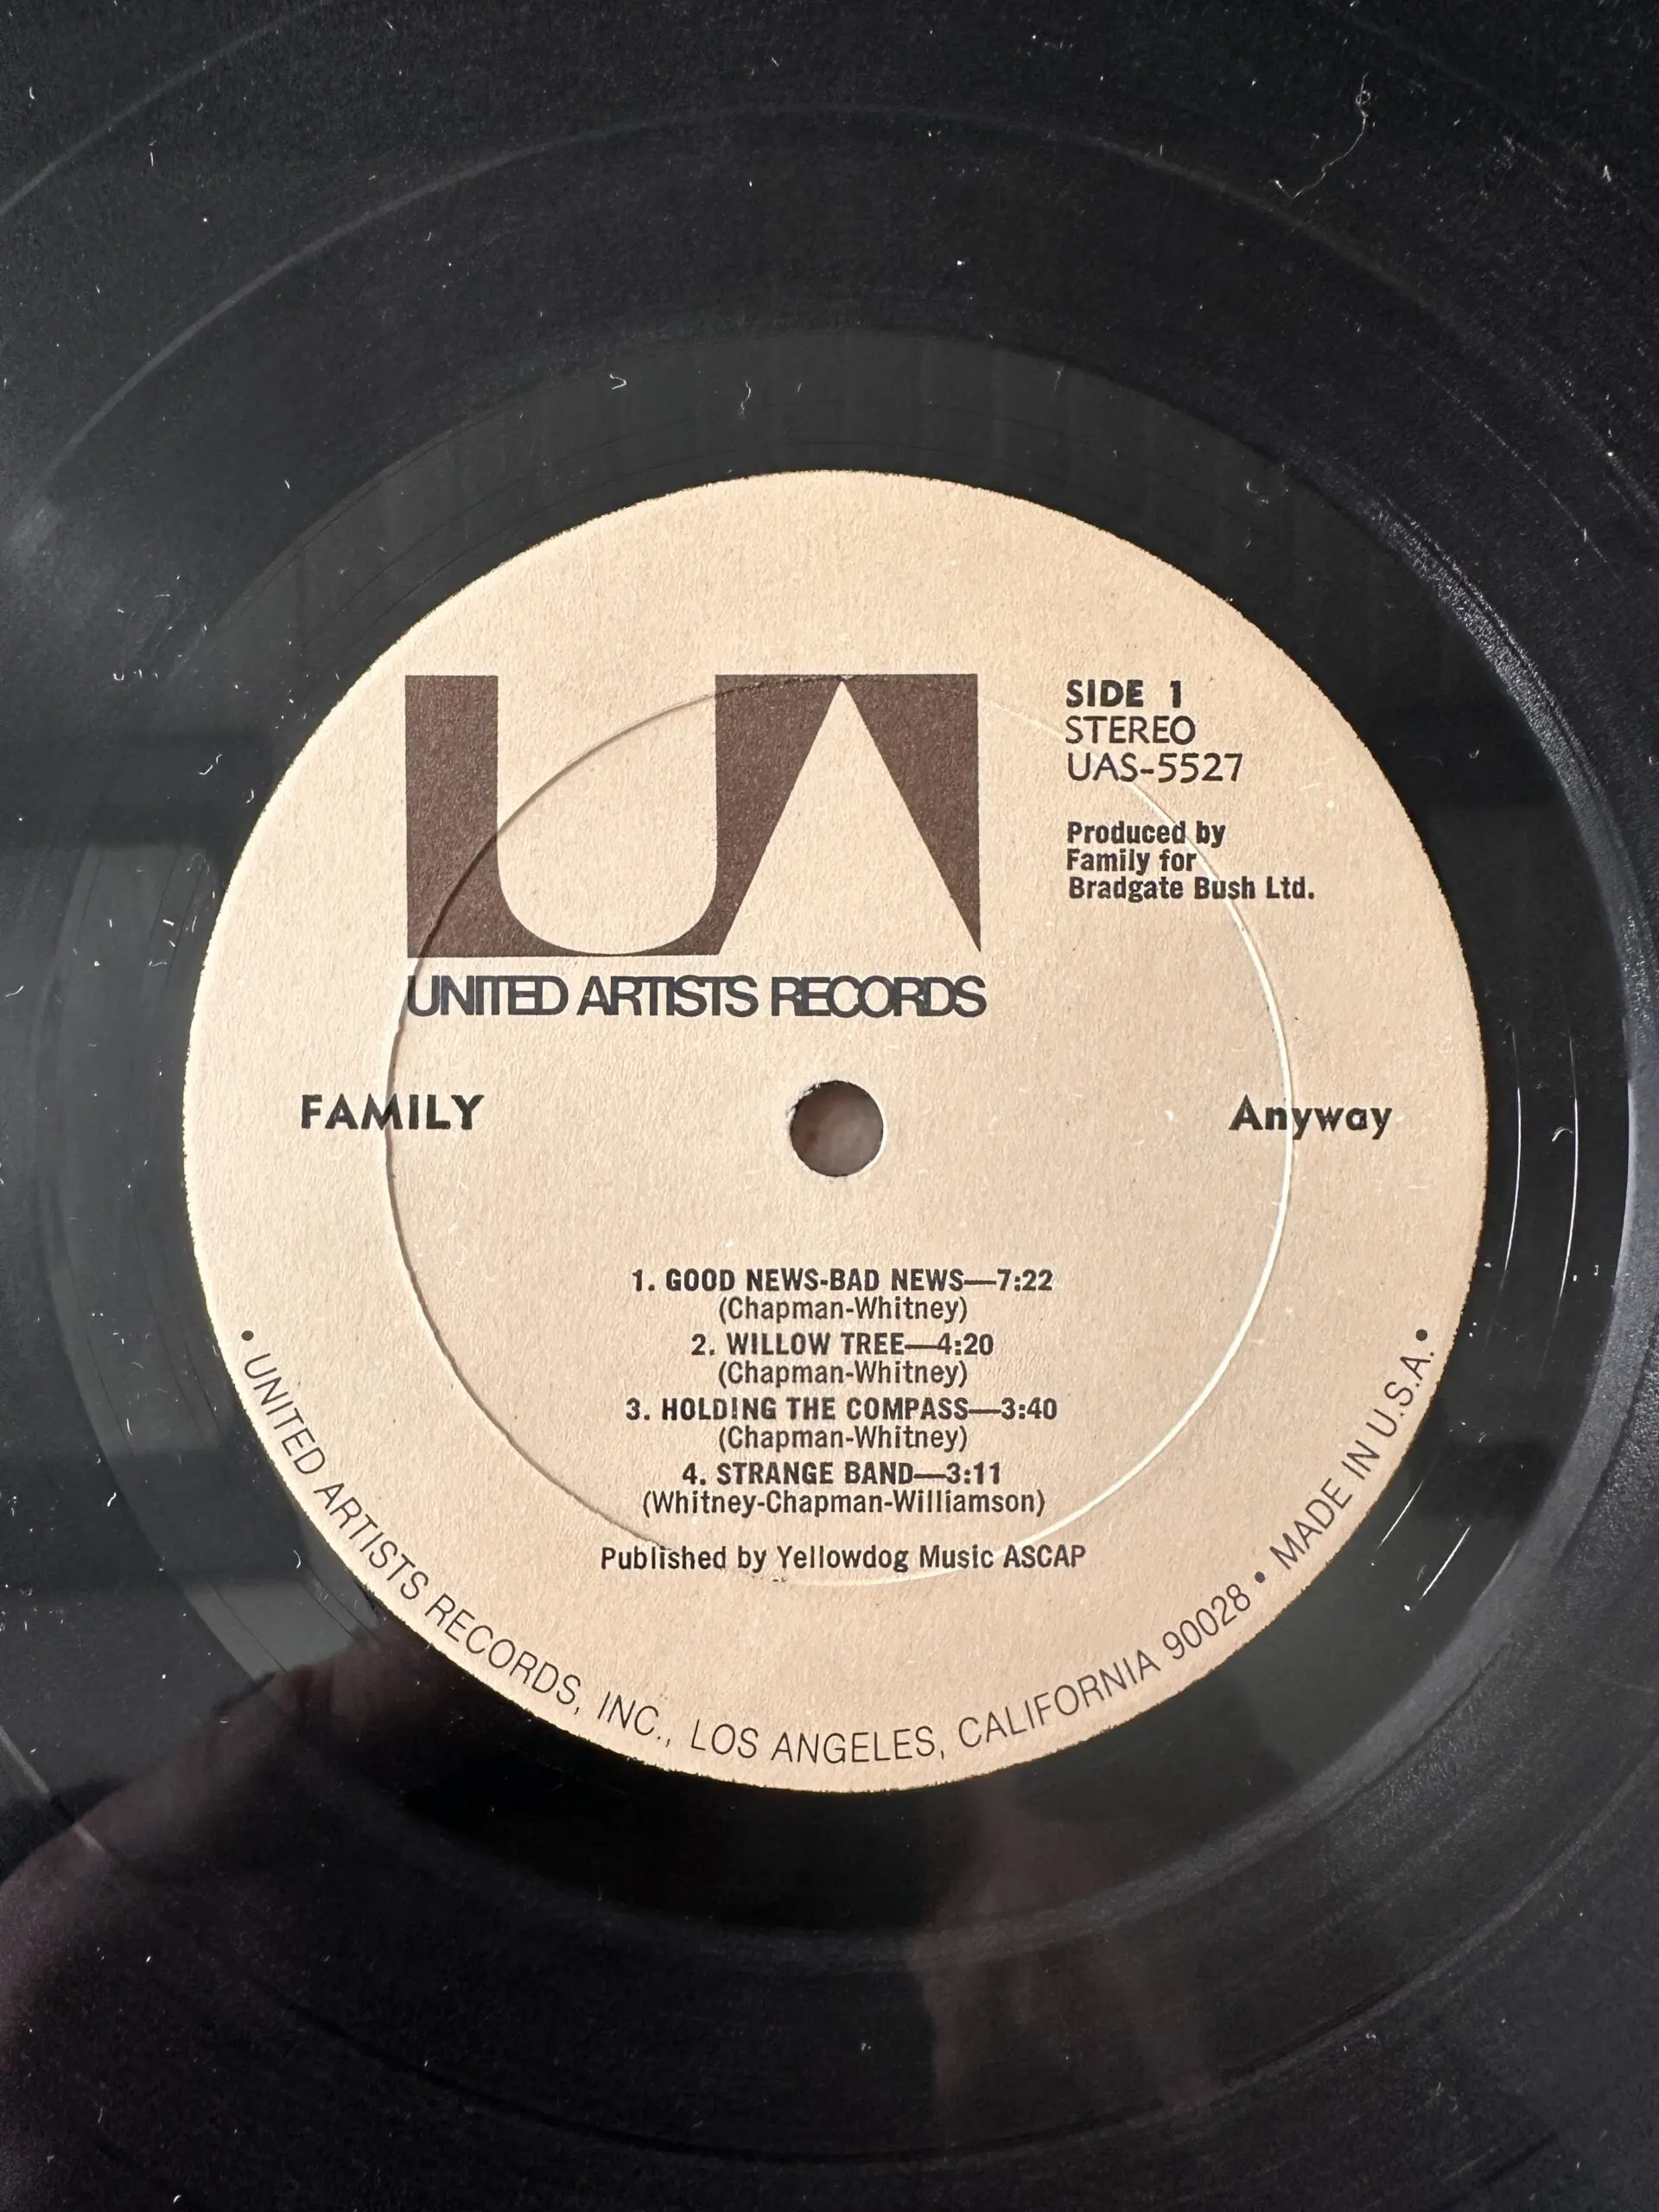 UA
UNITED ARTISTS RECORDS
SIDE 1
STEREO
UAS-5527
Produced by
Family for
Bradgate Bush Ltd.
FAMILY
Anyway
1. GOOD NEWS-BAD NEWS—7:22
(Chapman-Whitney)
2. WILLOW TREE—4:20
(Chapman-Whitney)
3. HOLDING THE COMPASS—3:40
(Chapman-Whitney)
4. STRANGE BAND—3:11
(Whitney-Chapman-Williamson)
Published by Yellowdog Music ASCAP
• UNITED ARTISTS RECORDS, INC., LOS ANGELES, CALIFORNIA 90028 • MADE IN U.S.A. •